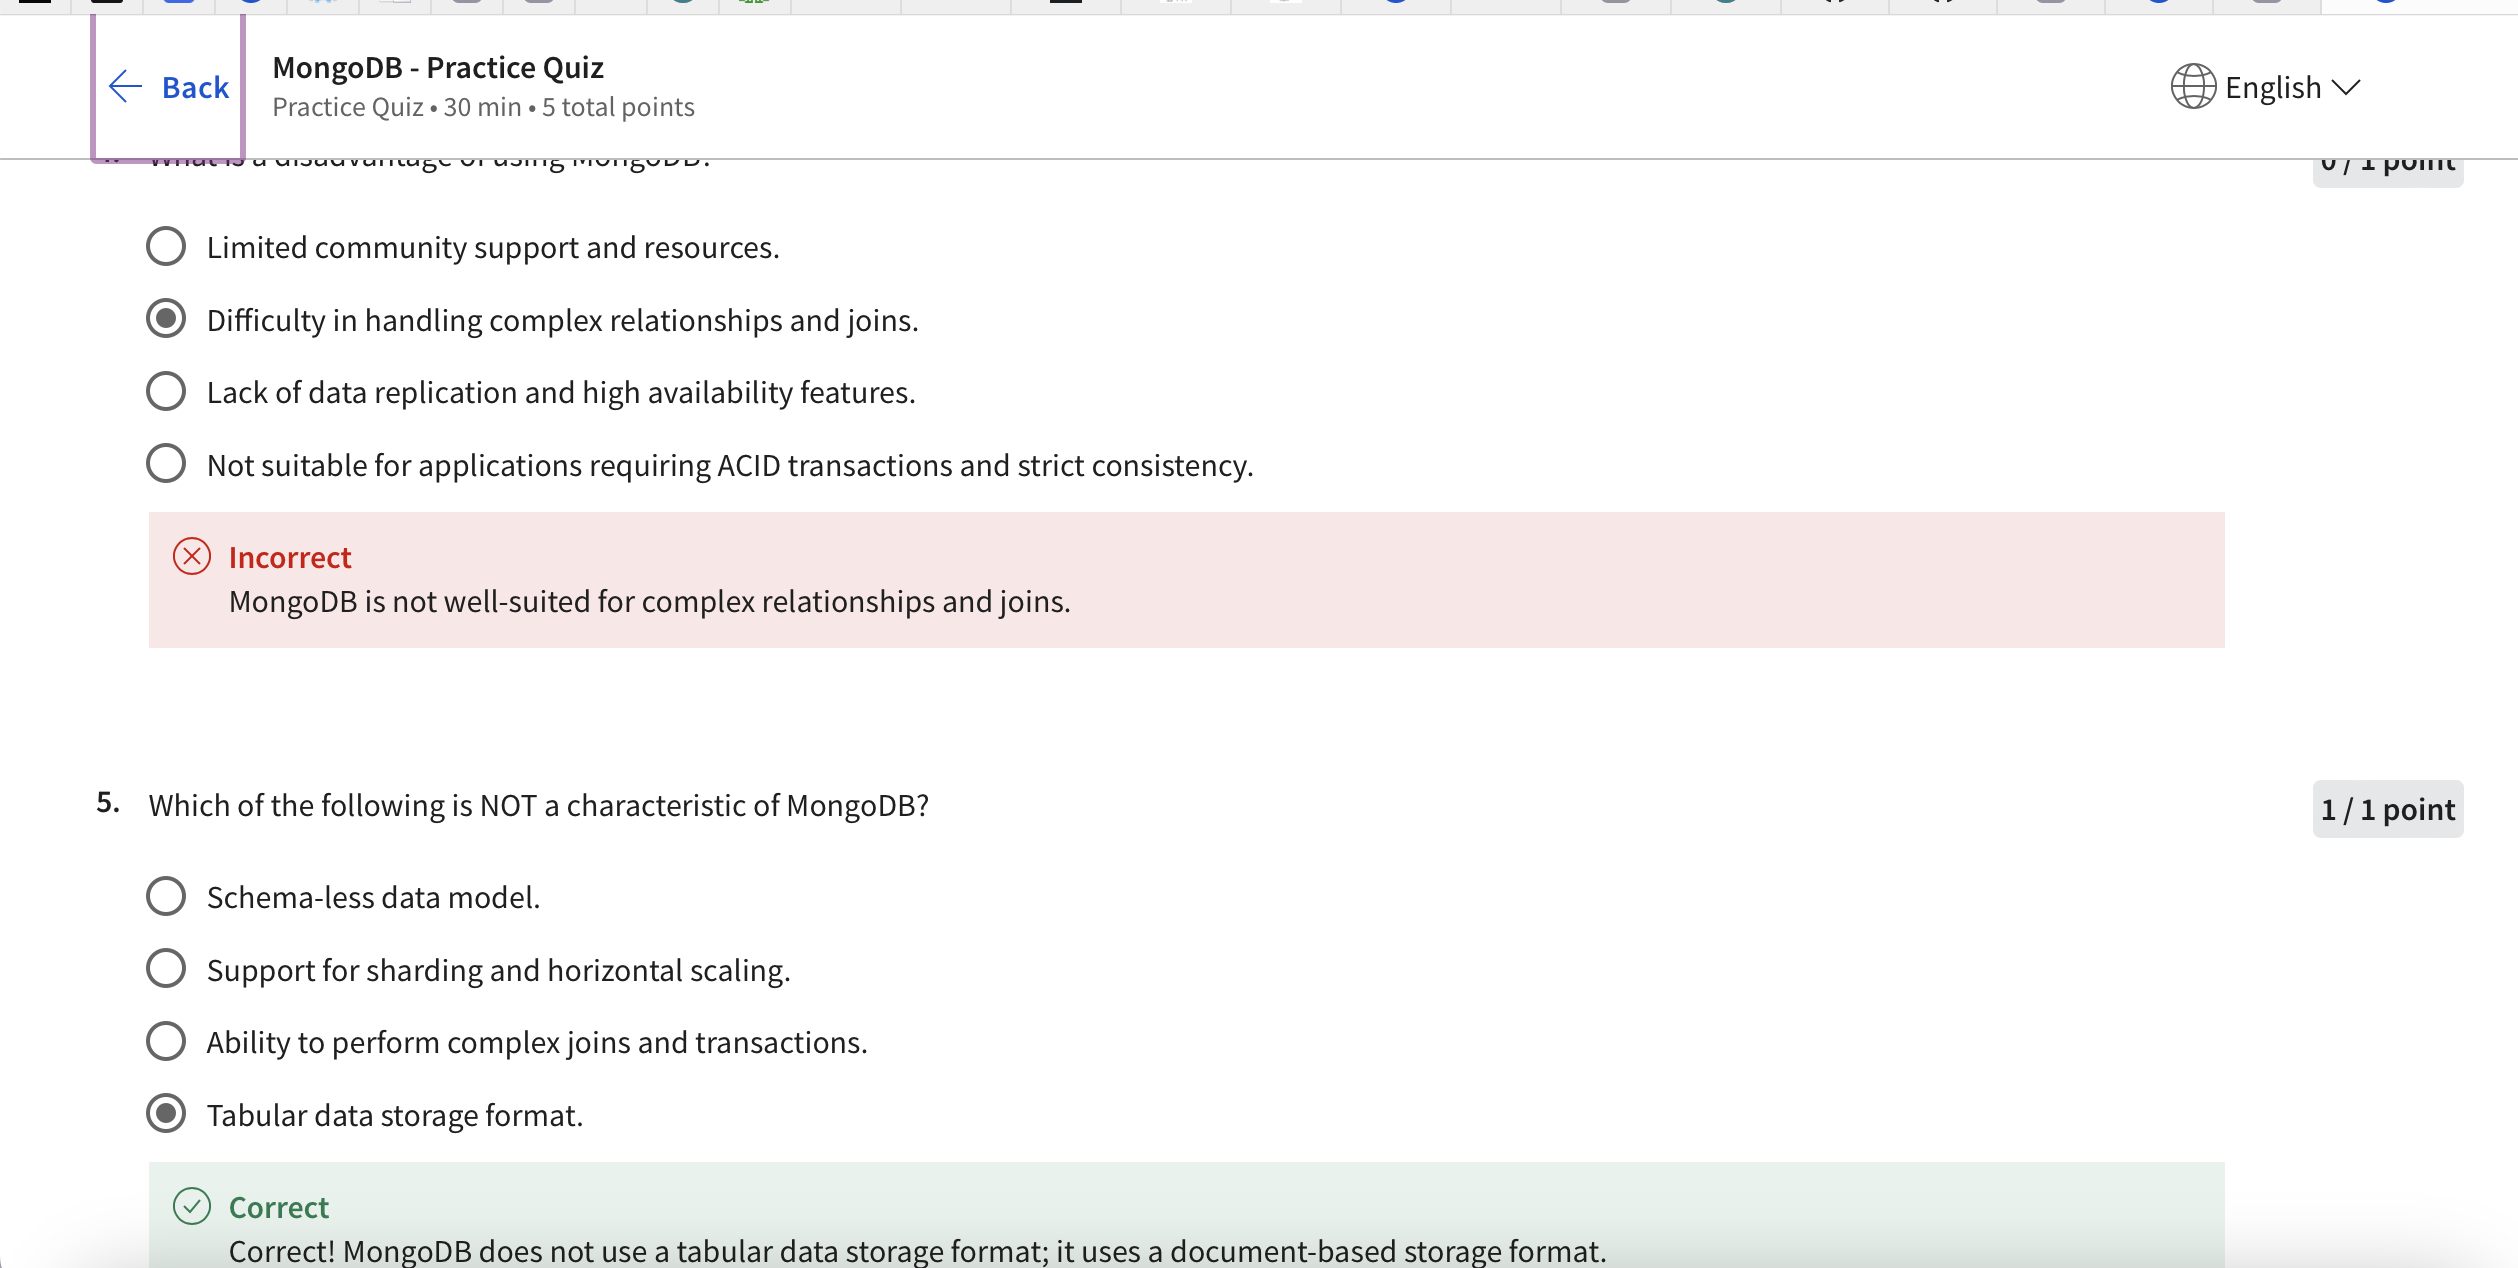 Back
MongoDB - Practice Quiz
Practice Quiz • 30 min • 5 total points
English
What is a disadvantage of using MongoDB?
0 / 1 point
Limited community support and resources.
Difficulty in handling complex relationships and joins.
Lack of data replication and high availability features.
Not suitable for applications requiring ACID transactions and strict consistency.
Incorrect
MongoDB is not well-suited for complex relationships and joins.
5. Which of the following is NOT a characteristic of MongoDB?
1 / 1 point
Schema-less data model.
Support for sharding and horizontal scaling.
Ability to perform complex joins and transactions.
Tabular data storage format.
Correct
Correct! MongoDB does not use a tabular data storage format; it uses a document-based storage format.